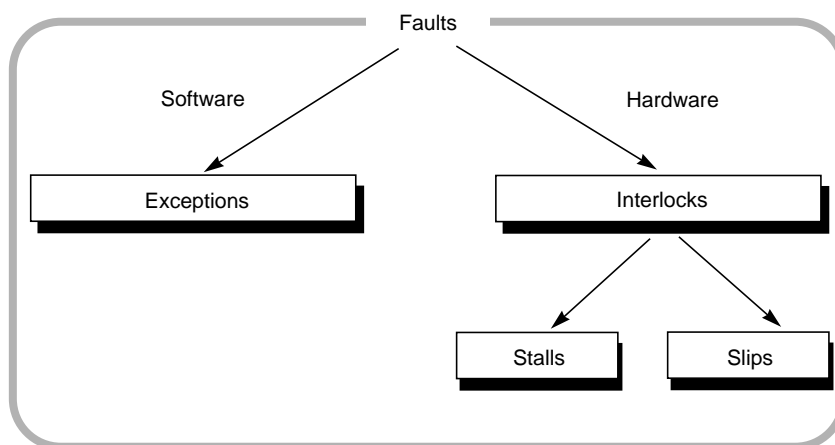 Faults
Software
Hardware
Exceptions
Interlocks
Stalls
Slips